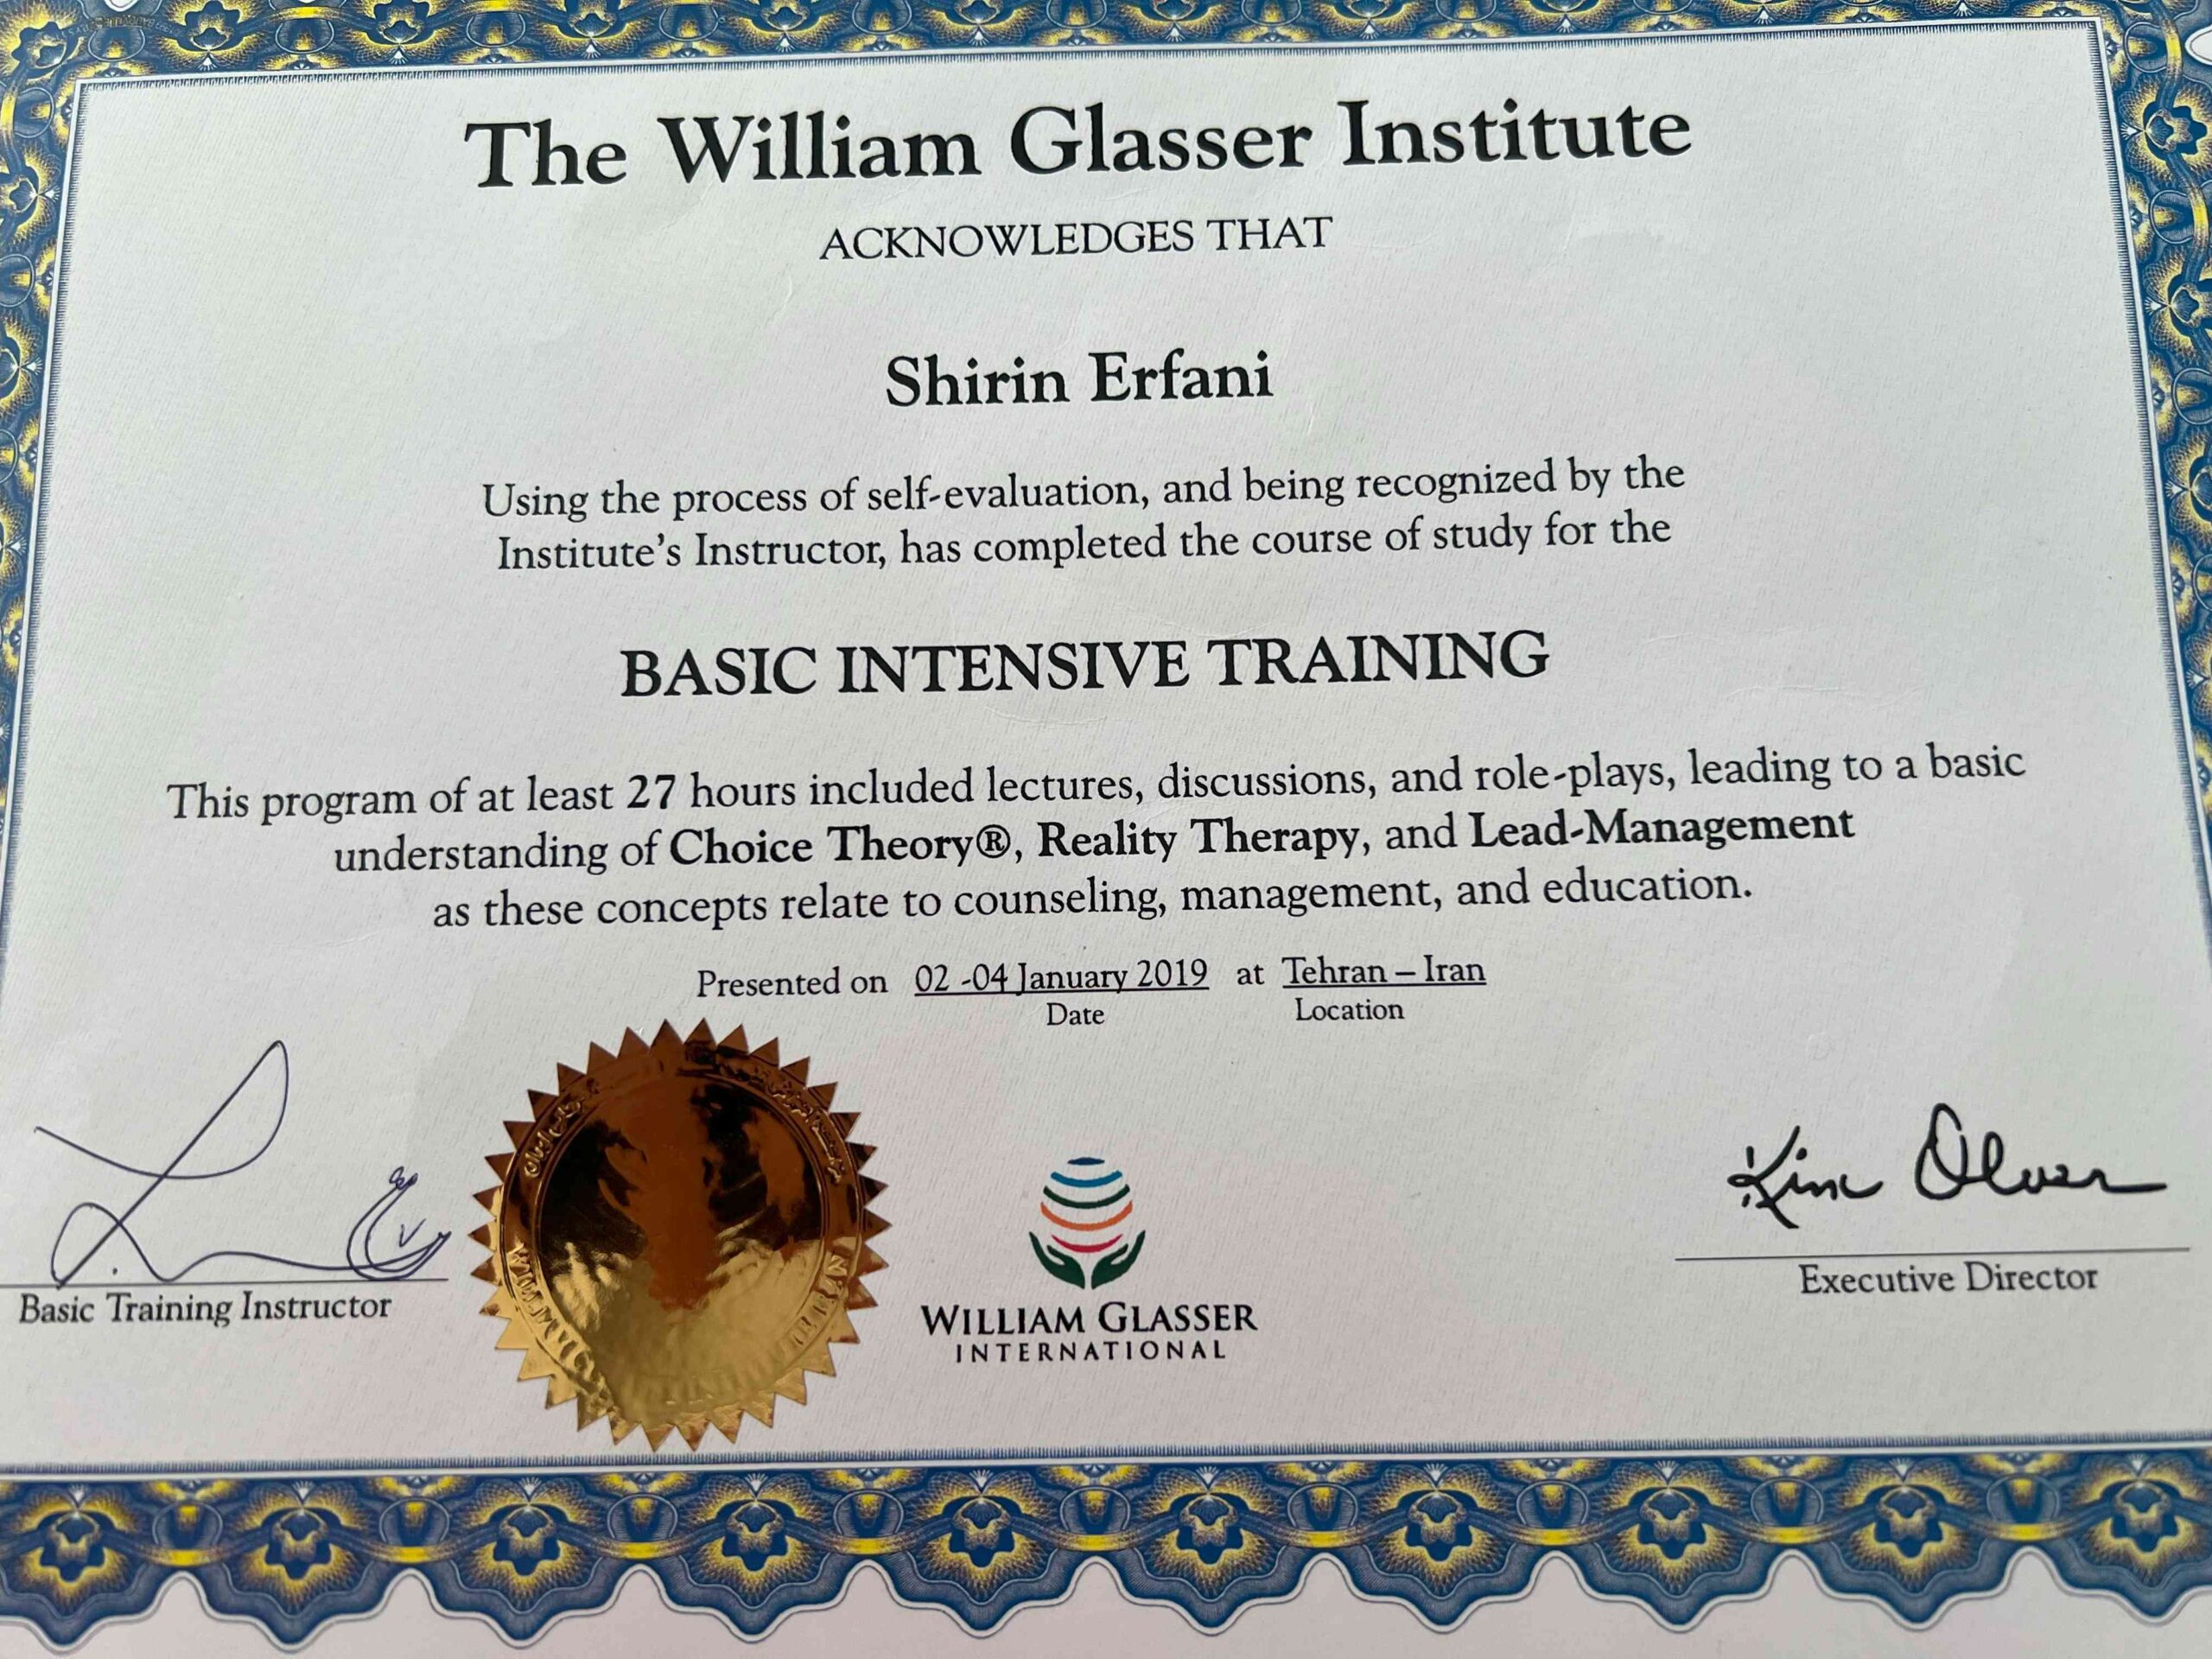 The William Glasser Institute
ACKNOWLEDGES THAT
Shirin Erfani
Using the process of self-evaluation, and being recognized by the
Institute's Instructor, has completed the course of study for the
BASIC INTENSIVE TRAINING
This program of at least 27 hours included lectures, discussions, and role-plays, leading to a basic
understanding of Choice Theory®, Reality Therapy, and Lead-Management
as these concepts relate to counseling, management, and education.
Presented on 02 -04 January 2019 at Tehran – Iran
Date Location
Kim Olver
Basic Training Instructor
Executive Director
WILLIAM GLASSER
INTERNATIONAL